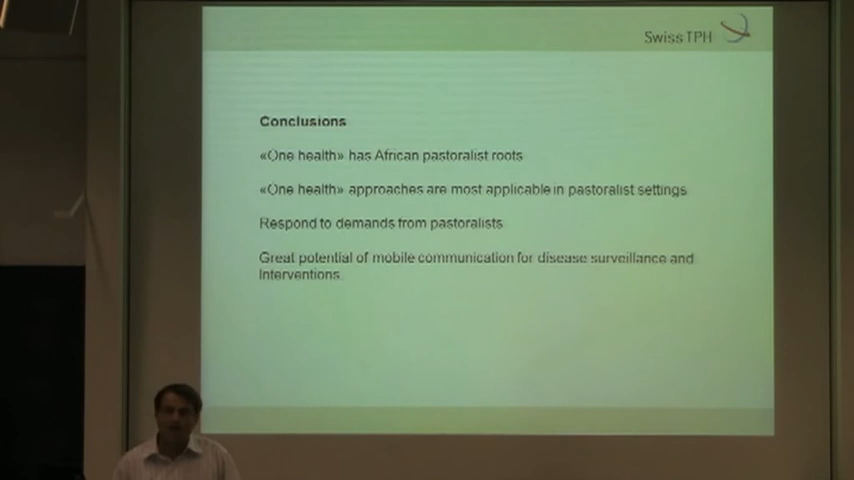 Swiss TPH
Conclusions
«One health» has African pastoralist roots
«One health» approaches are most applicable in pastoralist settings
Respond to demands from pastoralists
Great potential of mobile communication for disease surveillance and
Interventions